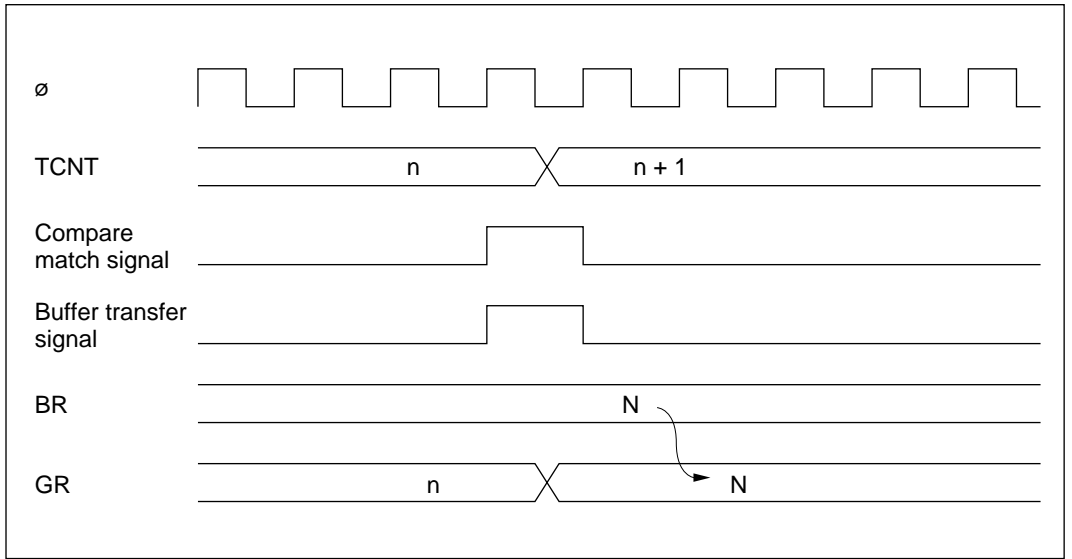 ø
TCNT n n + 1
Compare
match signal
Buffer transfer
signal
BR N
GR n N